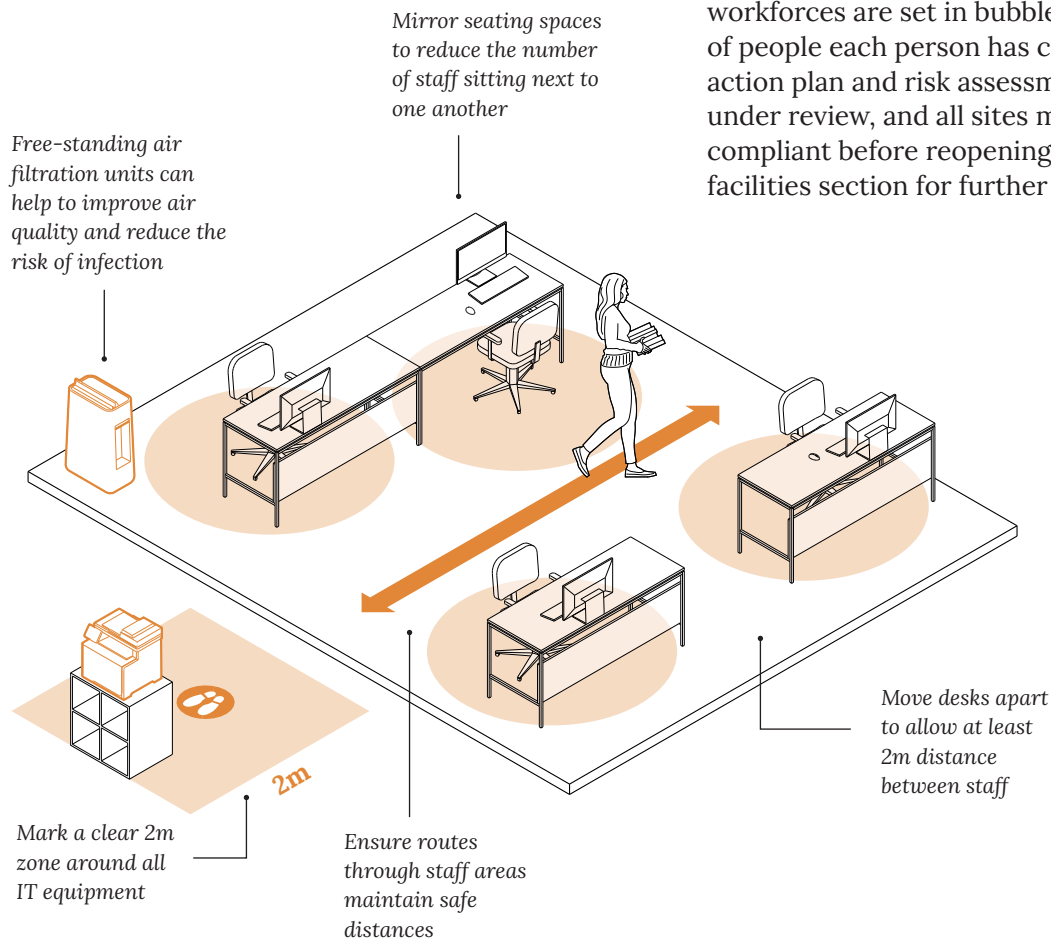 Mirror seating spaces
to reduce the number
of staff sitting next to
one another
workforces are set in
of people each person has
action plan and risk
under review, and all sites
compliant before reopening
facilities section for further
Free-standing air
filtration units can
help to improve air
quality and reduce the
risk of infection
2m
Move desks apart
to allow at least
2m distance
between staff
Mark a clear 2m
zone around all
IT equipment
Ensure routes
through staff areas
maintain safe
distances